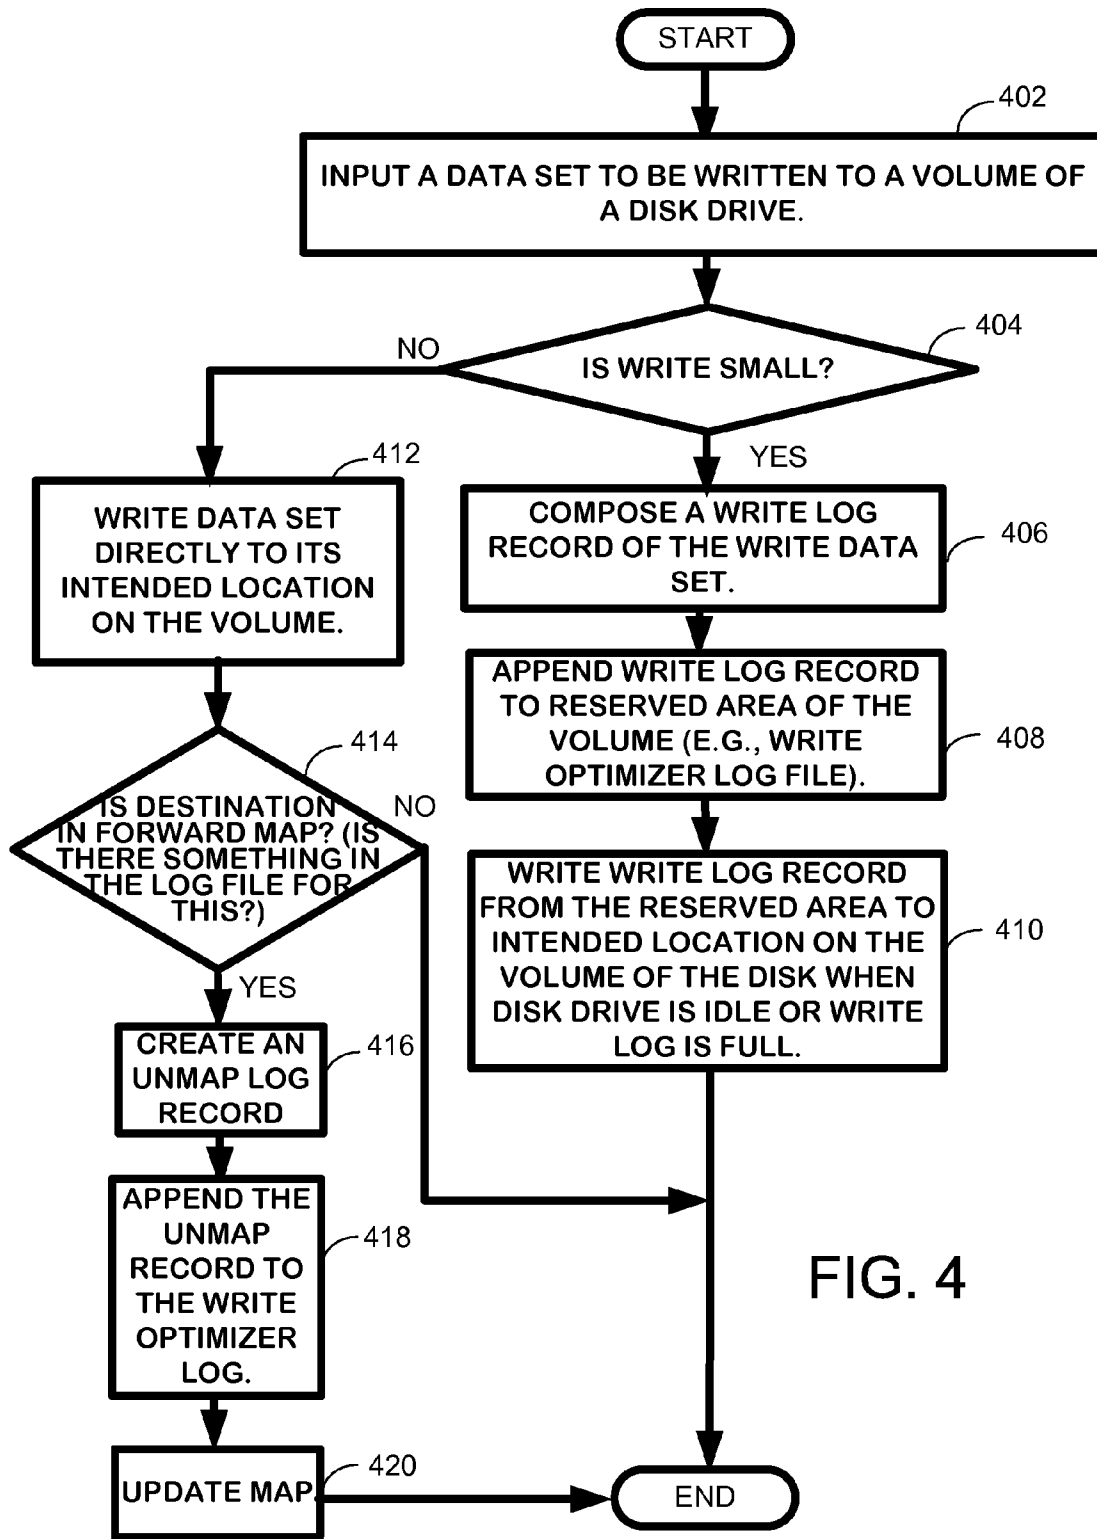 START
402
INPUT A DATA SET TO BE WRITTEN TO A VOLUME OF
A DISK DRIVE.
404
IS WRITE SMALL?
NO
YES
412
WRITE DATA SET
DIRECTLY TO ITS
INTENDED LOCATION
ON THE VOLUME.
COMPOSE A WRITE LOG
RECORD OF THE WRITE DATA
SET.
406
APPEND WRITE LOG RECORD
TO RESERVED AREA OF THE
VOLUME (E.G., WRITE
OPTIMIZER LOG FILE).
408
414
IS DESTINATION
IN FORWARD MAP? (IS
THERE SOMETHING IN
THE LOG FILE FOR
THIS?)
NO
YES
WRITE WRITE LOG RECORD
FROM THE RESERVED AREA TO
INTENDED LOCATION ON THE
VOLUME OF THE DISK WHEN
DISK DRIVE IS IDLE OR WRITE
LOG IS FULL.
410
CREATE AN
UNMAP LOG
RECORD
416
APPEND THE
UNMAP
RECORD TO
THE WRITE
OPTIMIZER
LOG.
418
FIG. 4
UPDATE MAP
420
END